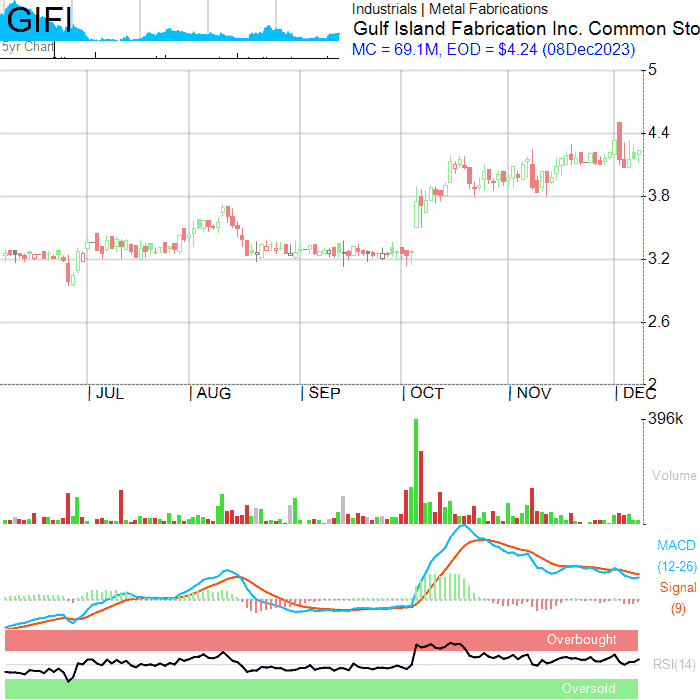 GIFI
5yr Chart
Industrials | Metal Fabrications
Gulf Island Fabrication Inc. Common Sto
MC = 69.1M, EOD = $4.24 (08Dec2023)
5
4.4
3.8
3.2
2.6
2
| JUL | AUG | SEP | OCT | NOV | DEC
396k
Volume
MACD
(12-26)
Signal
(9)
Overbought
RSI(14)
Oversold